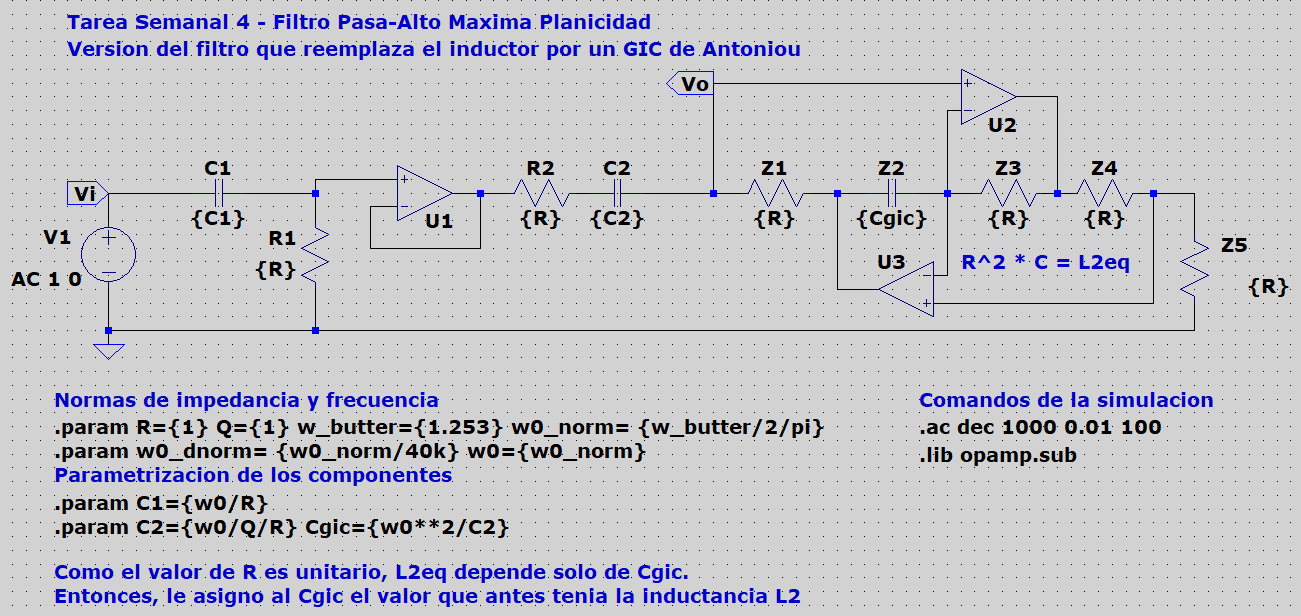 Tarea Semanal 4 - Filtro Pasa-Alto Maxima Planicidad
Version del filtro que reemplaza el inductor por un GIC de Antoniou
Vo
+
-
U2
C1
R2
C2
Z1
Z2
Z3
Z4
Vi
+
-
{C1}
U1
{R}
{C2}
{R}
{Cgic}
{R}
{R}
V1
+
-
AC 1 0
R1
{R}
U3
-
+
R^2 * C = L2eq
Z5
{R}
Normas de impedancia y frecuencia
.param R={1} Q={1} w_butter={1.253} w0_norm= {w_butter/2/pi}
.param w0_dnorm= {w0_norm/40k} w0={w0_norm}
Parametrizacion de los componentes
.param C1={w0/R}
.param C2={w0/Q/R} Cgic={w0**2/C2}
Como el valor de R es unitario, L2eq depende solo de Cgic.
Entonces, le asigno al Cgic el valor que antes tenia la inductancia L2
Comandos de la simulacion
.ac dec 1000 0.01 100
.lib opamp.sub